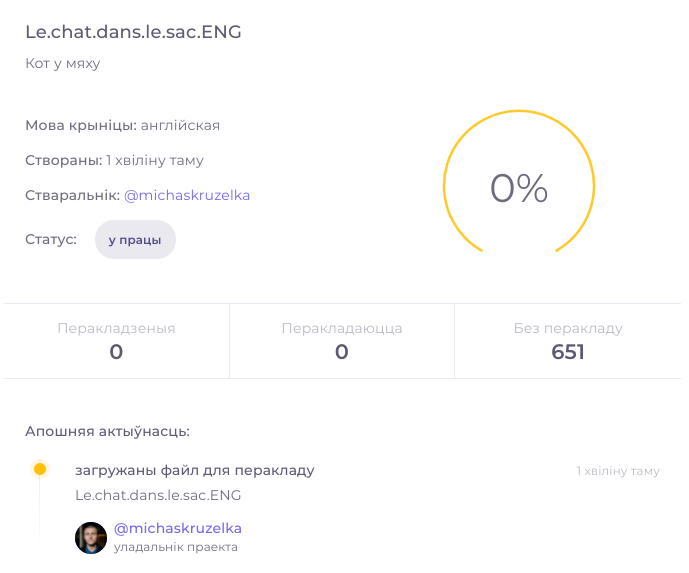 Le.chat.dans.le.sac.ENG
Кот у мяху
Мова крыніцы: англійская
Створаны: 1 хвіліну таму
Стваральнік: @michaskruzelka
Статус: у працы
0%
Перакладзеныя
0
Перакладаюцца
0
Без перакладу
651
Апошняя актыўнасць:
загружаны файл для перакладу
1 хвіліну таму
Le.chat.dans.le.sac.ENG
@michaskruzelka
уладальнік праекта